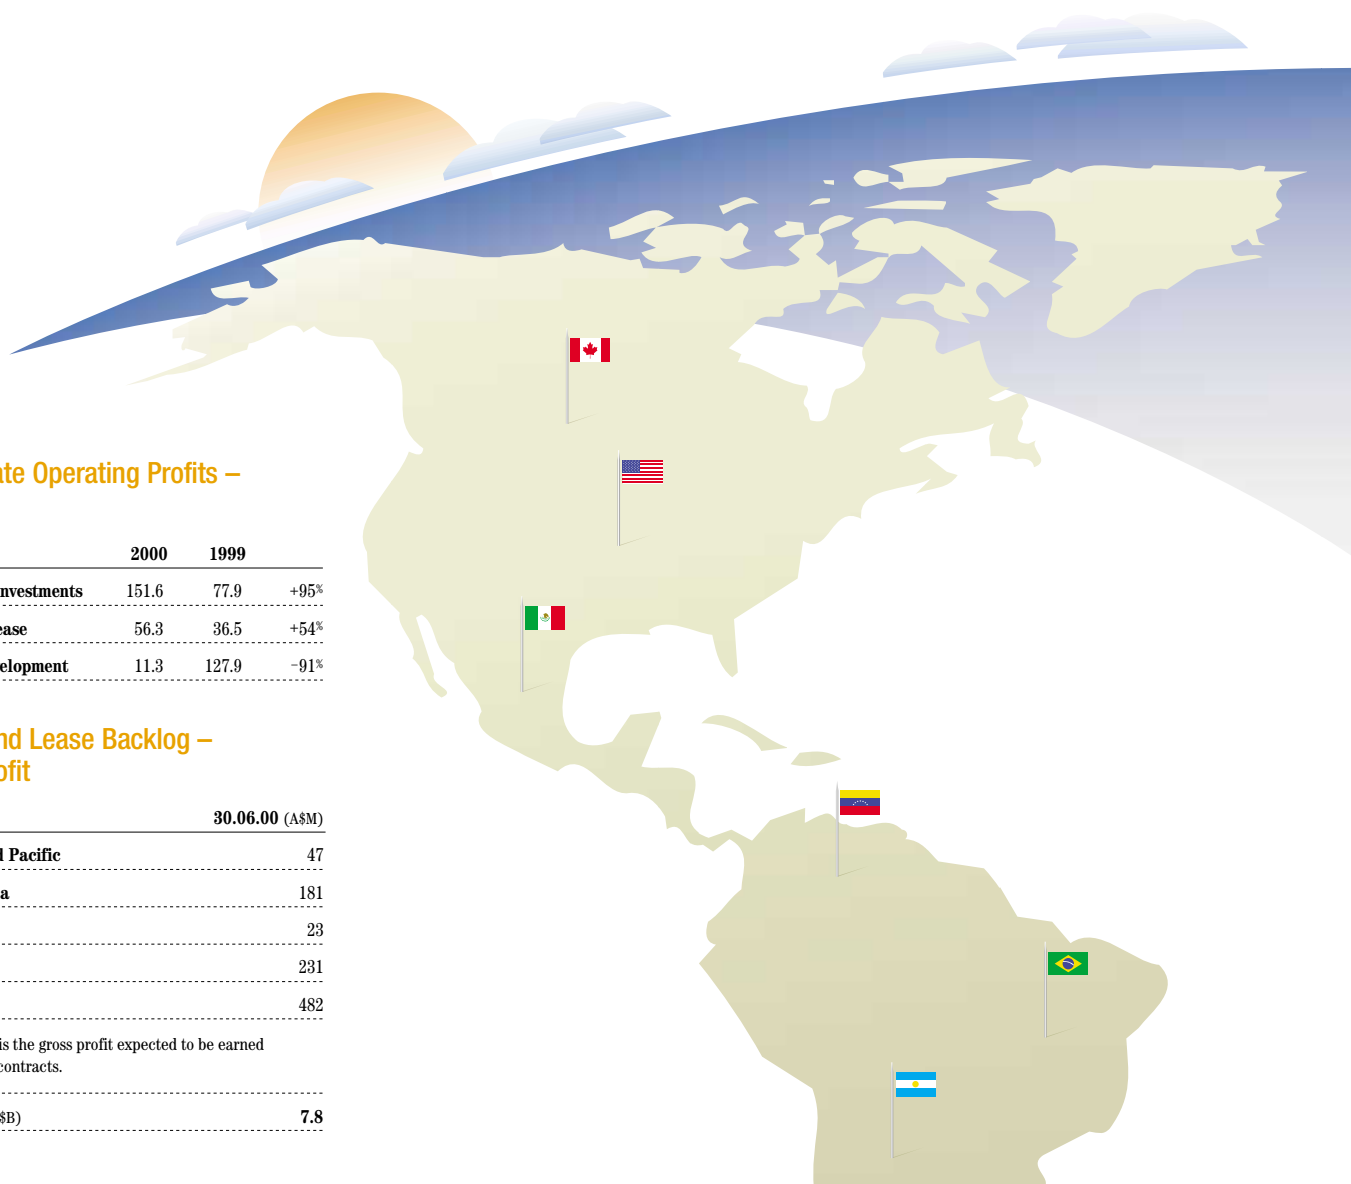 ate Operating Profits –
2000 1999
nvestments 151.6 77.9 +95%
ease 56.3 36.5 +54%
elopment 11.3 127.9 –91%
nd Lease Backlog –
ofit
30.06.00 (A$M)
d Pacific 47
a 181
23
231
482
is the gross profit expected to be earned
contracts.
$B) 7.8